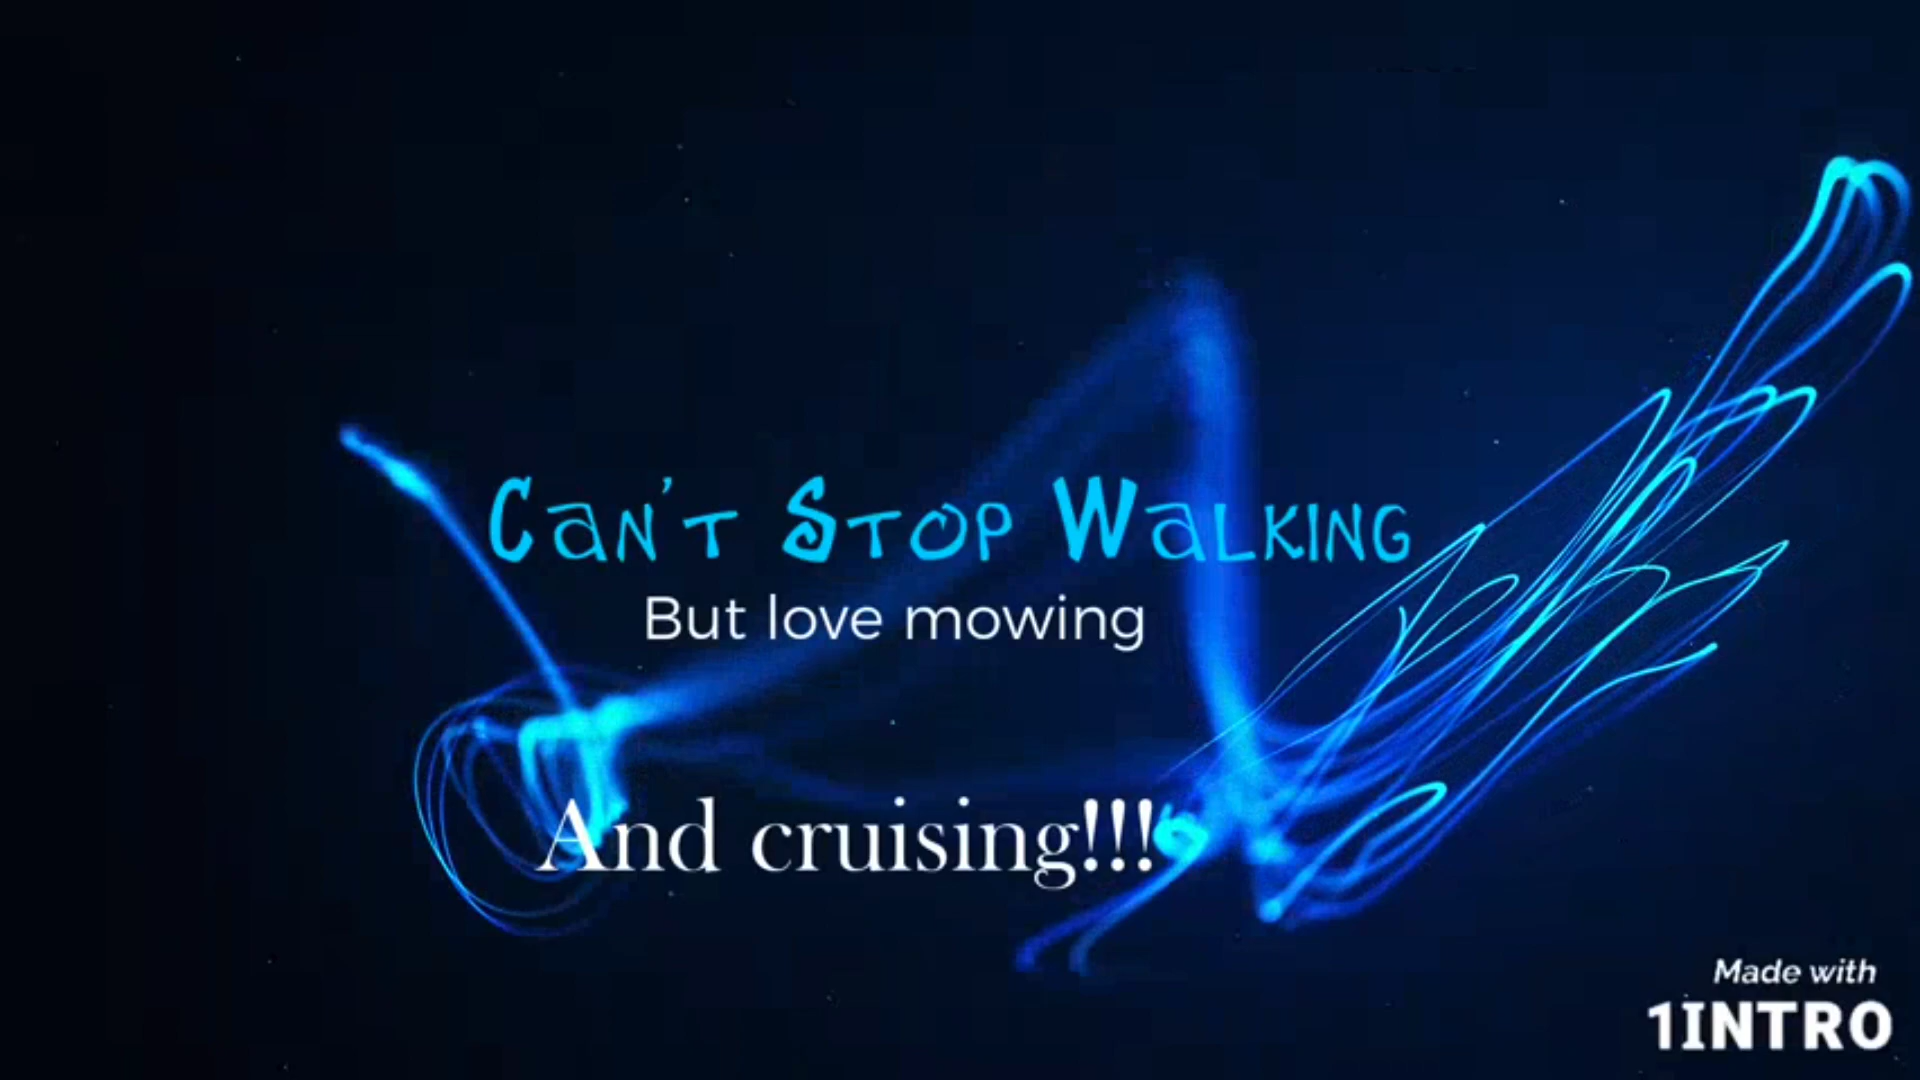 Can't Stop Walking
But love mowing
And cruising!!!
Made with
1INTRO